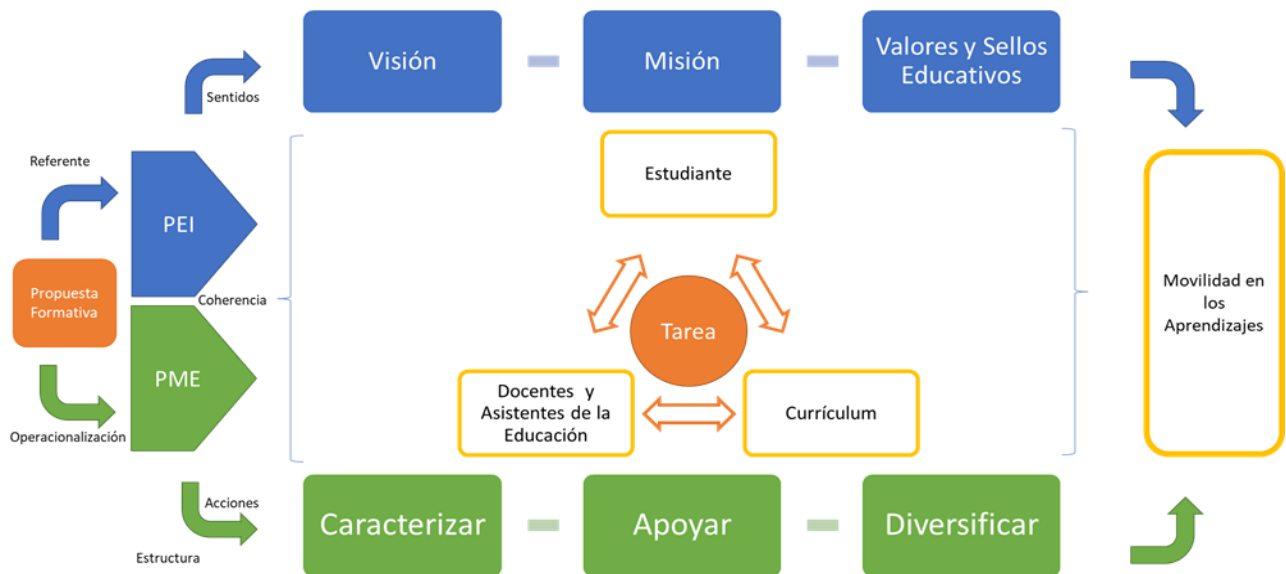 Visión
Misión
Valores y Sellos
Educativos
Sentidos
Referente
PEI
Estudiante
Propuesta
Formativa
Coherencia
Tarea
Movilidad en
los
Aprendizajes
PME
Docentes y
Asistentes de la
Educación
Currículum
Operacionalización
Acciones
Estructura
Caracterizar
Apoyar
Diversificar